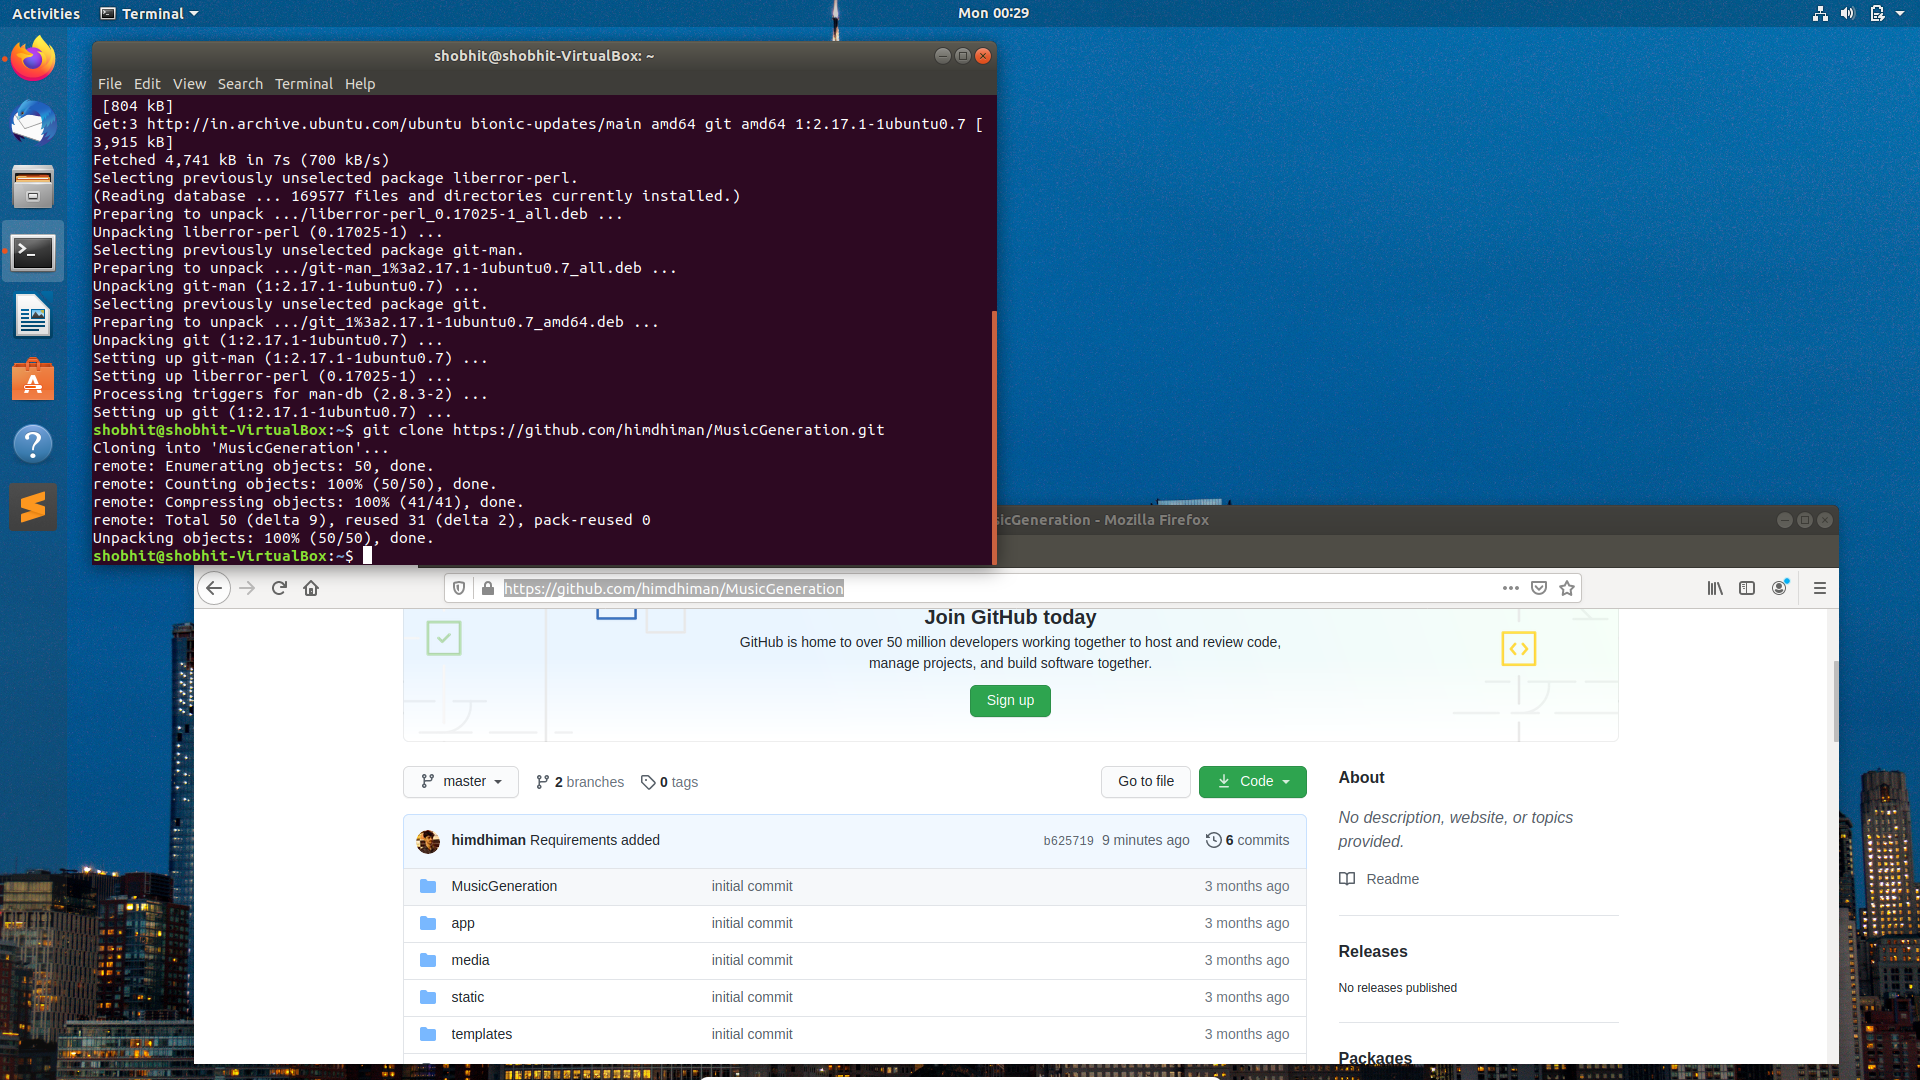 Activities Terminal Mon 00:29
shobhit@shobhit-VirtualBox: ~
File Edit View Search Terminal Help
[804 kB]
Get:3 http://in.archive.ubuntu.com/ubuntu bionic-updates/main amd64 git amd64 1:2.17.1-1ubuntu0.7 [
3,915 kB]
Fetched 4,741 kB in 7s (700 kB/s)
Selecting previously unselected package liberror-perl.
(Reading database ... 169577 files and directories currently installed.)
Preparing to unpack .../liberror-perl_0.17025-1_all.deb ...
Unpacking liberror-perl (0.17025-1) ...
Selecting previously unselected package git-man.
Preparing to unpack .../git-man_1%3a2.17.1-1ubuntu0.7_all.deb ...
Unpacking git-man (1:2.17.1-1ubuntu0.7) ...
Selecting previously unselected package git.
Preparing to unpack .../git_1%3a2.17.1-1ubuntu0.7_amd64.deb ...
Unpacking git (1:2.17.1-1ubuntu0.7) ...
Setting up git-man (1:2.17.1-1ubuntu0.7) ...
Setting up liberror-perl (0.17025-1) ...
Processing triggers for man-db (2.8.3-2) ...
Setting up git (1:2.17.1-1ubuntu0.7) ...
shobhit@shobhit-VirtualBox:~$ git clone https://github.com/himdhiman/MusicGeneration.git
Cloning into 'MusicGeneration'...
remote: Enumerating objects: 50, done.
remote: Counting objects: 100% (50/50), done.
remote: Compressing objects: 100% (41/41), done.
remote: Total 50 (delta 9), reused 31 (delta 2), pack-reused 0
Unpacking objects: 100% (50/50), done.
shobhit@shobhit-VirtualBox:~$
sicGeneration - Mozilla Firefox
https://github.com/himdhiman/MusicGeneration
Join GitHub today
GitHub is home to over 50 million developers working together to host and review code,
manage projects, and build software together.
Sign up
master 2 branches 0 tags Go to file Code
himdhiman Requirements added b625719 9 minutes ago 6 commits
MusicGeneration initial commit 3 months ago
app initial commit 3 months ago
media initial commit 3 months ago
static initial commit 3 months ago
templates initial commit 3 months ago
About
No description, website, or topics
provided.
Readme
Releases
No releases published
Packages